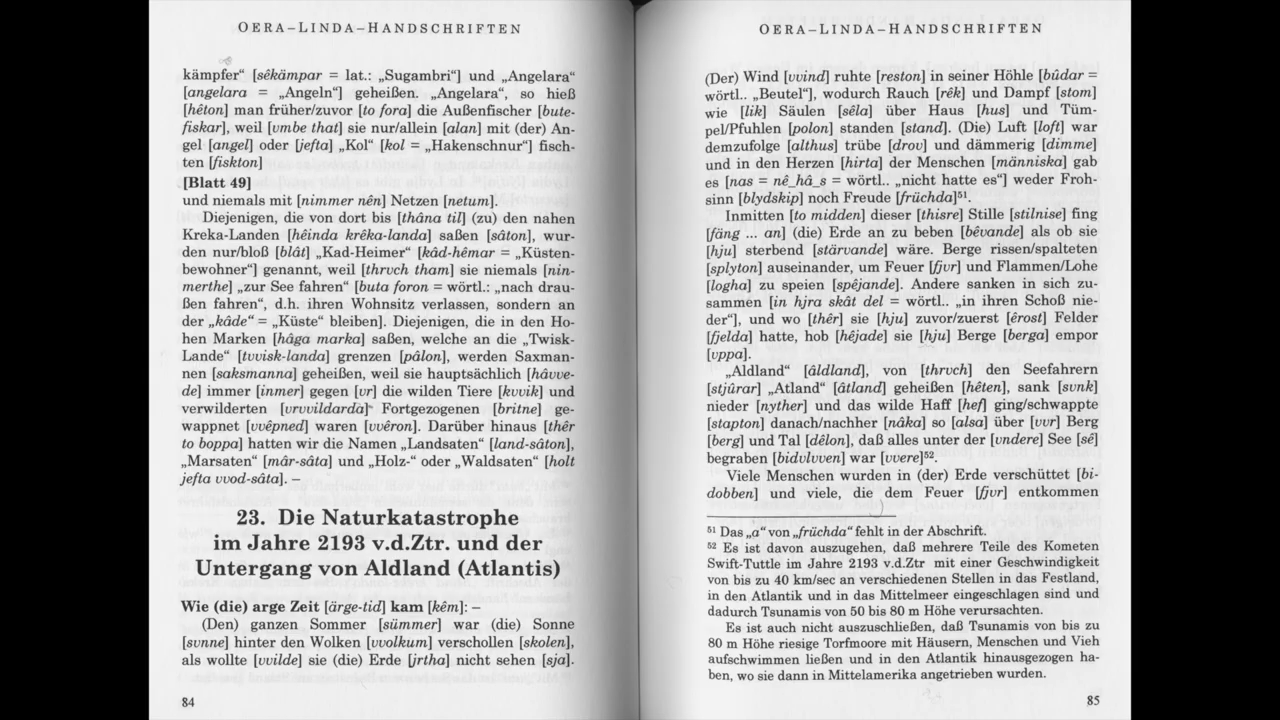 OERA–LINDA–HANDSCHRIFTEN
kämpfer“ [sêkämpar = lat.: „Sugambri“] und „Angelara“
[angelara = „Angeln“] geheißen. „Angelara“, so hieß
[hêton] man früher/zuvor [to fora] die Außenfischer [bute-
fiskar], weil [vmbe that] sie nur/allein [alan] mit (der) An-
gel [angel] oder [jefta] „Kol“ [kol = „Hakenschnur“] fisch-
ten [fiskton]
[Blatt 49]
und niemals mit [nimmer nên] Netzen [netum].
Diejenigen, die von dort bis [thâna til] (zu) den nahen
Kreka-Landen [hêinda krêka-landa] saßen [sâton], wur-
den nur/bloß [blât] „Kad-Heimer“ [kâd-hêmar = „Küsten-
bewohner“] genannt, weil [thrvch tham] sie niemals [nin-
merthe] „zur See fahren“ [buta foron = wörtl.: „nach drau-
ßen fahren“, d.h. ihren Wohnsitz verlassen, sondern an
der „kâde“ = „Küste“ bleiben]. Diejenigen, die in den Ho-
hen Marken [hâga marka] saßen, welche an die „Twisk-
Lande“ [tvvisk-landa] grenzen [pâlon], werden Saxman-
nen [saksmanna] geheißen, weil sie hauptsächlich [hâvve-
de] immer [inmer] gegen [vr] die wilden Tiere [kvvik] und
verwilderten [vrvvildarda] Fortgezogenen [britne] ge-
wappnet [vvêpned] waren [vvêron]. Darüber hinaus [thêr
to boppa] hatten wir die Namen „Landsaten“ [land-sâton],
„Marsaten“ [mâr-sâta] und „Holz-“ oder „Waldsaten“ [holt
jefta vvod-sâta]. –
23. Die Naturkatastrophe
im Jahre 2193 v.d.Ztr. und der
Untergang von Aldland (Atlantis)
Wie (die) arge Zeit [ärge-tid] kam [kêm]: –
(Den) ganzen Sommer [sümmer] war (die) Sonne
[svnne] hinter den Wolken [vvolkum] verschollen [skolen],
als wollte [vvilde] sie (die) Erde [jrtha] nicht sehen [sja].
84
OERA–LINDA–HANDSCHRIFTEN
(Der) Wind [vvind] ruhte [reston] in seiner Höhle [bûdar =
wörtl.. „Beutel“], wodurch Rauch [rêk] und Dampf [stom]
wie [lik] Säulen [sêla] über Haus [hus] und Tüm-
pel/Pfuhlen [polon] standen [stand]. (Die) Luft [loft] war
demzufolge [althus] trübe [drov] und dämmerig [dimme]
und in den Herzen [hirta] der Menschen [människa] gab
es [nas = nê_hâ_s = wörtl.. „nicht hatte es“] weder Froh-
sinn [blydskip] noch Freude [früchda]⁵¹.
Inmitten [to midden] dieser [thisre] Stille [stilnise] fing
[fäng ... an] (die) Erde an zu beben [bêvande] als ob sie
[hju] sterbend [stärvande] wäre. Berge rissen/spalteten
[splyton] auseinander, um Feuer [fjvr] und Flammen/Lohe
[logha] zu speien [spêjande]. Andere sanken in sich zu-
sammen [in hjra skât del = wörtl.. „in ihren Schoß nie-
der“], und wo [thêr] sie [hju] zuvor/zuerst [êrost] Felder
[fjelda] hatte, hob [hêjade] sie [hju] Berge [berga] empor
[vppa].
„Aldland“ [âldland], von [thrvch] den Seefahrern
[stjûrar] „Atland“ [âtland] geheißen [hêten], sank [svnk]
nieder [nyther] und das wilde Haff [hef] ging/schwappte
[stapton] danach/nachher [nâka] so [alsa] über [vvr] Berg
[berg] und Tal [dêlon], daß alles unter der [vndere] See [sê]
begraben [bidvlvven] war [vvere]⁵².
Viele Menschen wurden in (der) Erde verschüttet [bi-
dobben] und viele, die dem Feuer [fjvr] entkommen
⁵¹ Das „a“ von „früchda“ fehlt in der Abschrift.
⁵² Es ist davon auszugehen, daß mehrere Teile des Kometen
Swift-Tuttle im Jahre 2193 v.d.Ztr mit einer Geschwindigkeit
von bis zu 40 km/sec an verschiedenen Stellen in das Festland,
in den Atlantik und in das Mittelmeer eingeschlagen sind und
dadurch Tsunamis von 50 bis 80 m Höhe verursachten.
Es ist auch nicht auszuschließen, daß Tsunamis von bis zu
80 m Höhe riesige Torfmoore mit Häusern, Menschen und Vieh
aufschwimmen ließen und in den Atlantik hinausgezogen ha-
ben, wo sie dann in Mittelamerika angetrieben wurden.
85